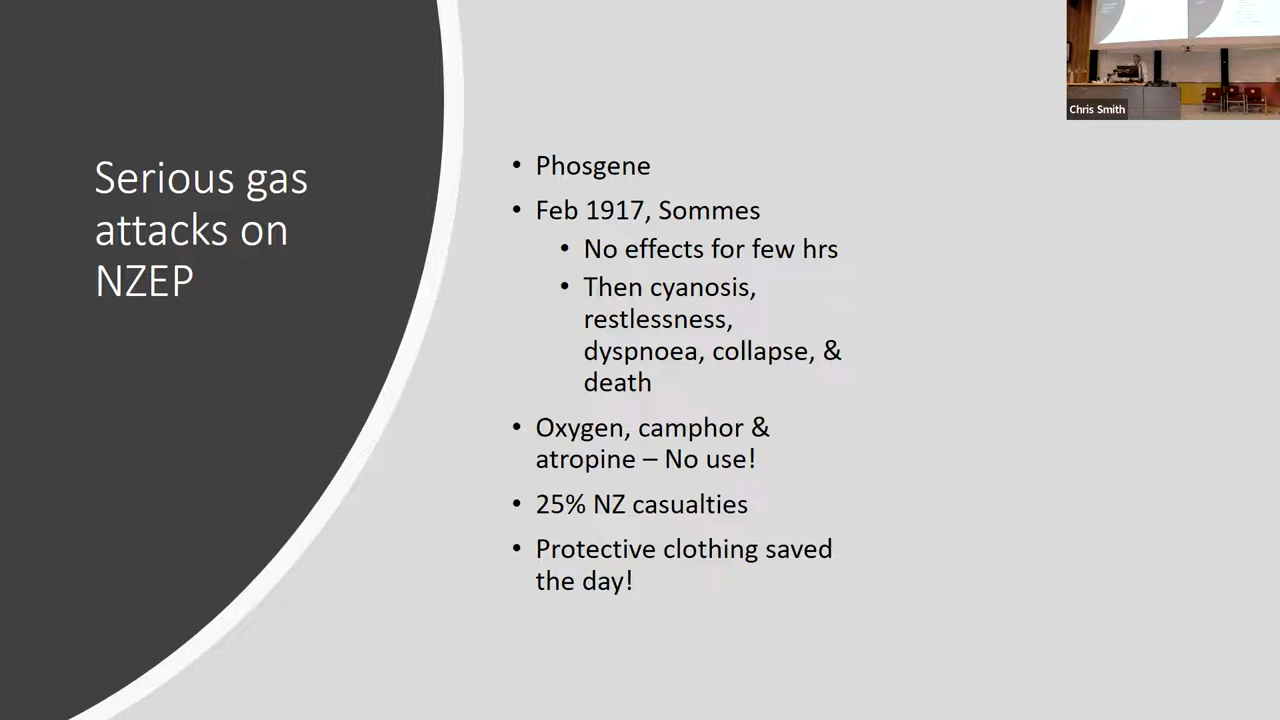 Serious gas
attacks on
NZEP
• Phosgene
• Feb 1917, Sommes
• No effects for few hrs
• Then cyanosis,
restlessness,
dyspnoea, collapse, &
death
• Oxygen, camphor &
atropine – No use!
• 25% NZ casualties
• Protective clothing saved
the day!
Chris Smith